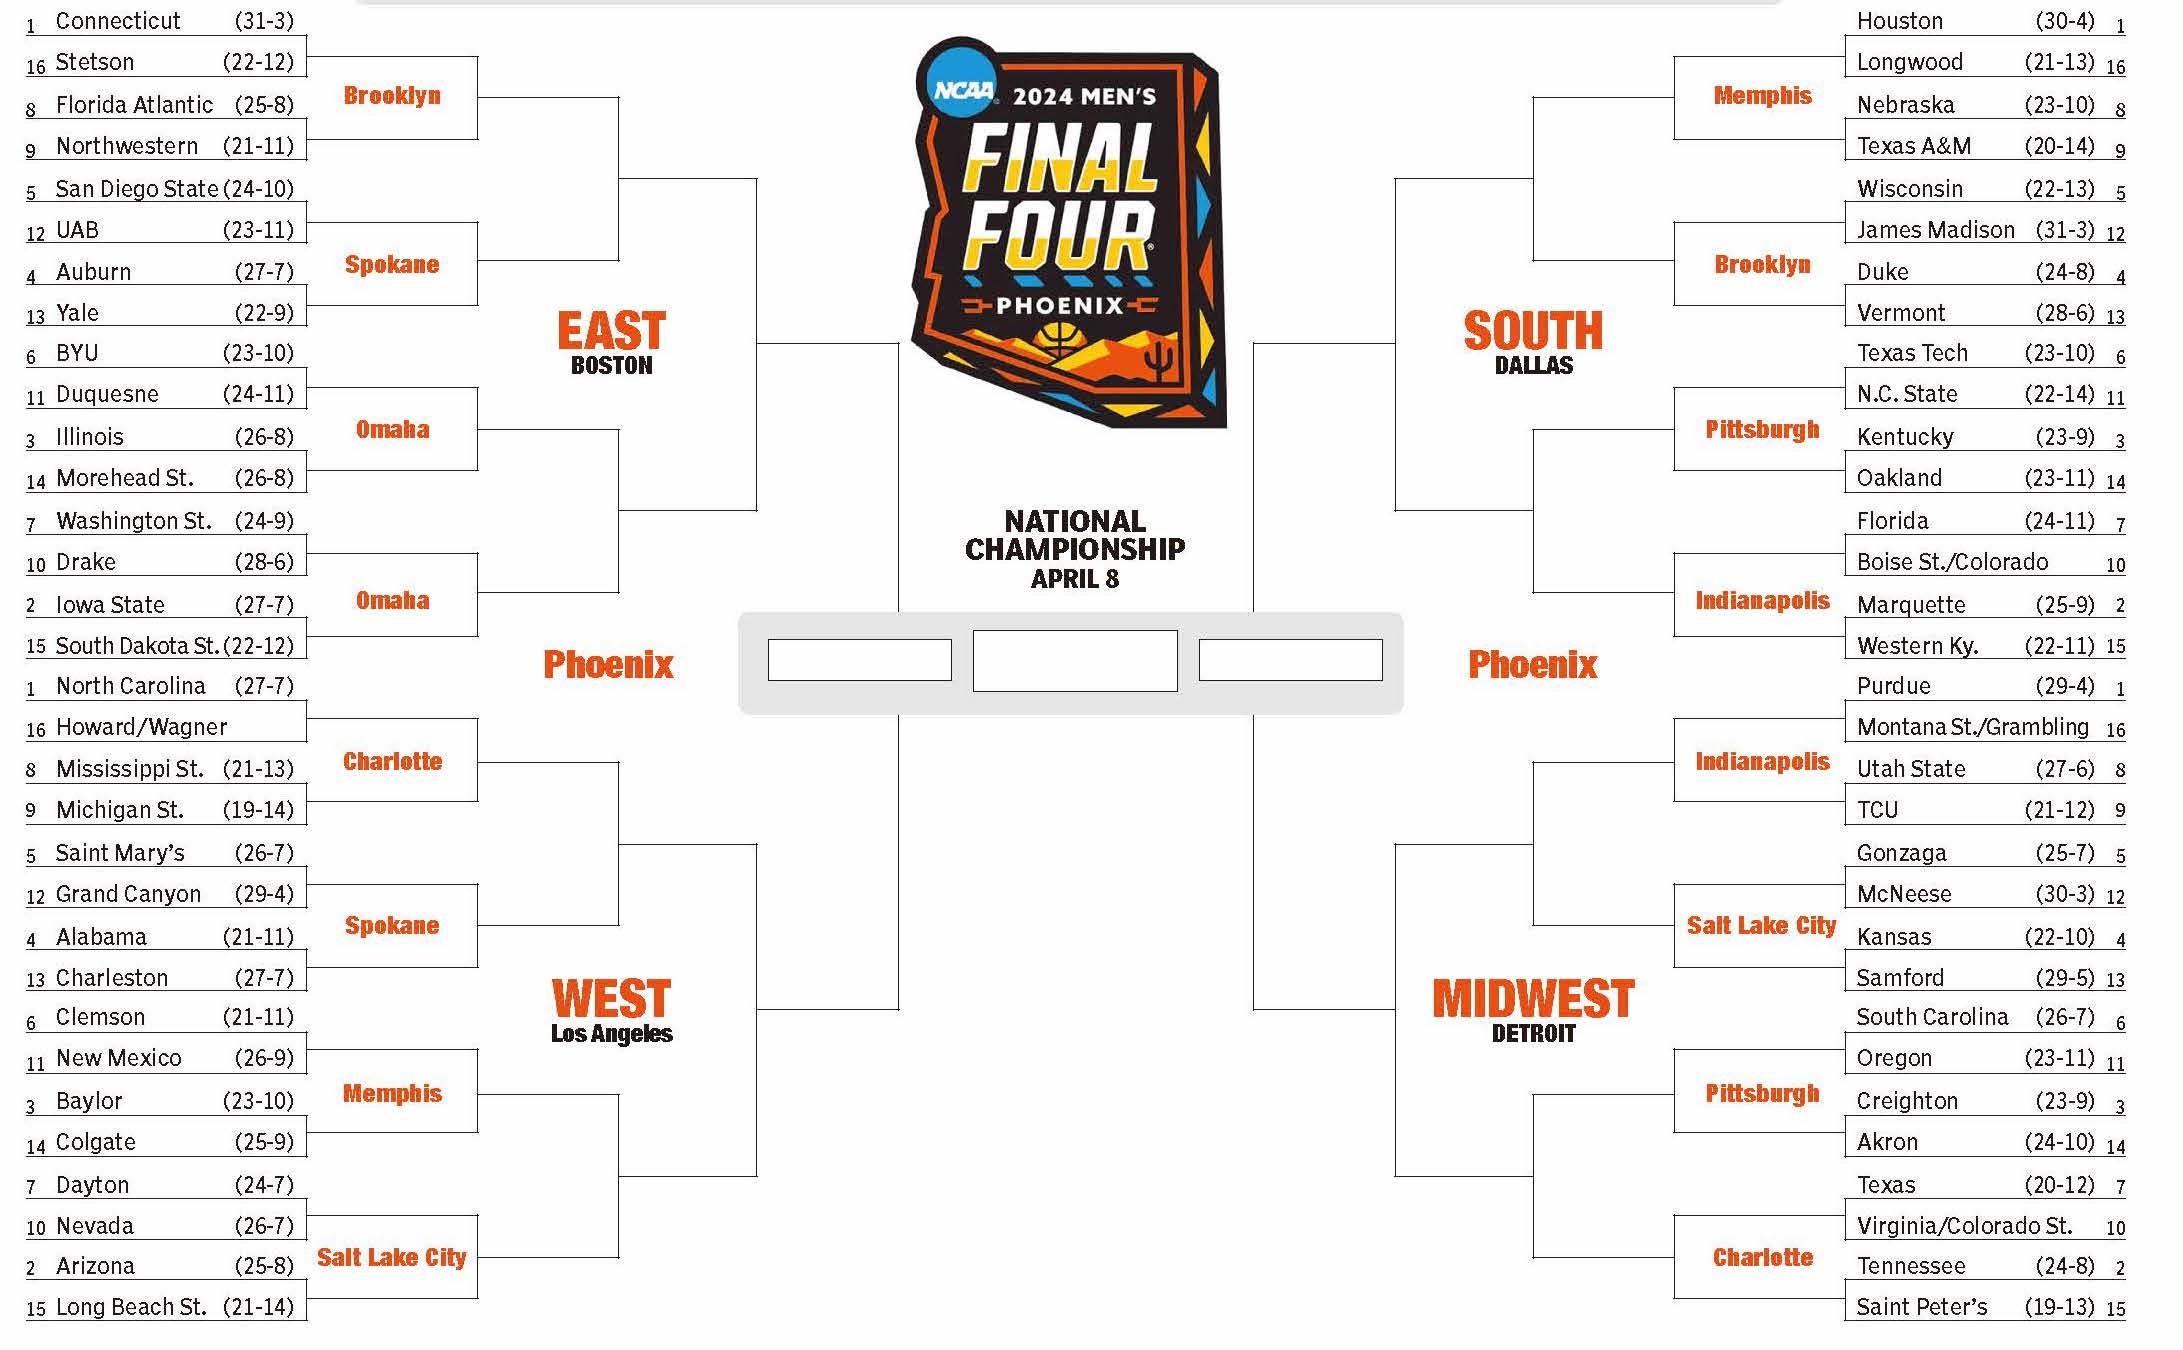 1 Connecticut (31-3)
16 Stetson (22-12)
8 Florida Atlantic (25-8)
9 Northwestern (21-11)
Brooklyn
5 San Diego State (24-10)
12 UAB (23-11)
4 Auburn (27-7)
13 Yale (22-9)
Spokane
6 BYU (23-10)
11 Duquesne (24-11)
3 Illinois (26-8)
14 Morehead St. (26-8)
Omaha
7 Washington St. (24-9)
10 Drake (28-6)
2 Iowa State (27-7)
15 South Dakota St. (22-12)
Omaha
EAST
BOSTON
1 North Carolina (27-7)
16 Howard/Wagner
8 Mississippi St. (21-13)
9 Michigan St. (19-14)
Charlotte
5 Saint Mary's (26-7)
12 Grand Canyon (29-4)
4 Alabama (21-11)
13 Charleston (27-7)
Spokane
6 Clemson (21-11)
11 New Mexico (26-9)
3 Baylor (23-10)
14 Colgate (25-9)
Memphis
7 Dayton (24-7)
10 Nevada (26-7)
2 Arizona (25-8)
15 Long Beach St. (21-14)
Salt Lake City
WEST
Los Angeles
Phoenix
NCAA
2024 MEN'S
FINAL
FOUR
PHOENIX
NATIONAL
CHAMPIONSHIP
APRIL 8
Phoenix
Houston (30-4) 1
Longwood (21-13) 16
Nebraska (23-10) 8
Texas A&M (20-14) 9
Memphis
Wisconsin (22-13) 5
James Madison (31-3) 12
Duke (24-8) 4
Vermont (28-6) 13
Brooklyn
Texas Tech (23-10) 6
N.C. State (22-14) 11
Kentucky (23-9) 3
Oakland (23-11) 14
Pittsburgh
Florida (24-11) 7
Boise St./Colorado 10
Marquette (25-9) 2
Western Ky. (22-11) 15
Indianapolis
SOUTH
DALLAS
Purdue (29-4) 1
Montana St./Grambling 16
Utah State (27-6) 8
TCU (21-12) 9
Indianapolis
Gonzaga (25-7) 5
McNeese (30-3) 12
Kansas (22-10) 4
Samford (29-5) 13
Salt Lake City
South Carolina (26-7) 6
Oregon (23-11) 11
Creighton (23-9) 3
Akron (24-10) 14
Pittsburgh
Texas (20-12) 7
Virginia/Colorado St. 10
Tennessee (24-8) 2
Saint Peter's (19-13) 15
Charlotte
MIDWEST
DETROIT